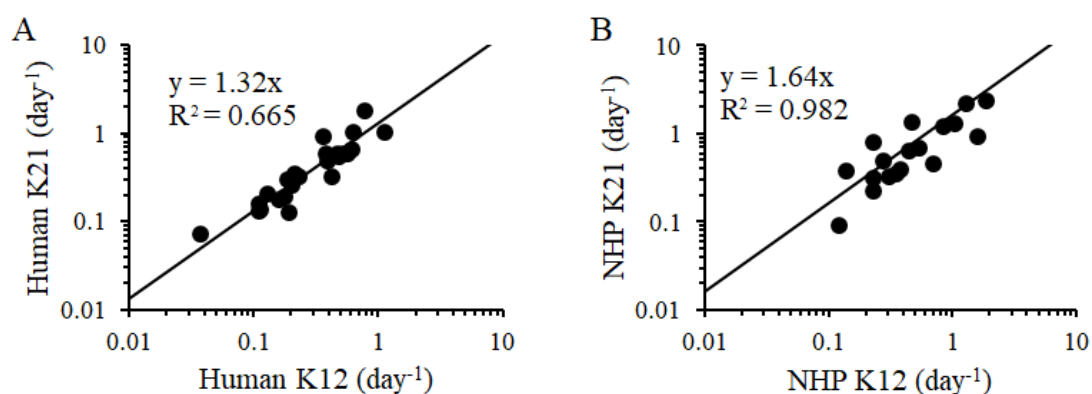 A
B
10
1
0.1
0.01
Human K21 (day⁻¹)
y = 1.32x
R² = 0.665
0.01 0.1 1 10
Human K12 (day⁻¹)
10
1
0.1
0.01
NHP K21 (day⁻¹)
y = 1.64x
R² = 0.982
0.01 0.1 1 10
NHP K12 (day⁻¹)